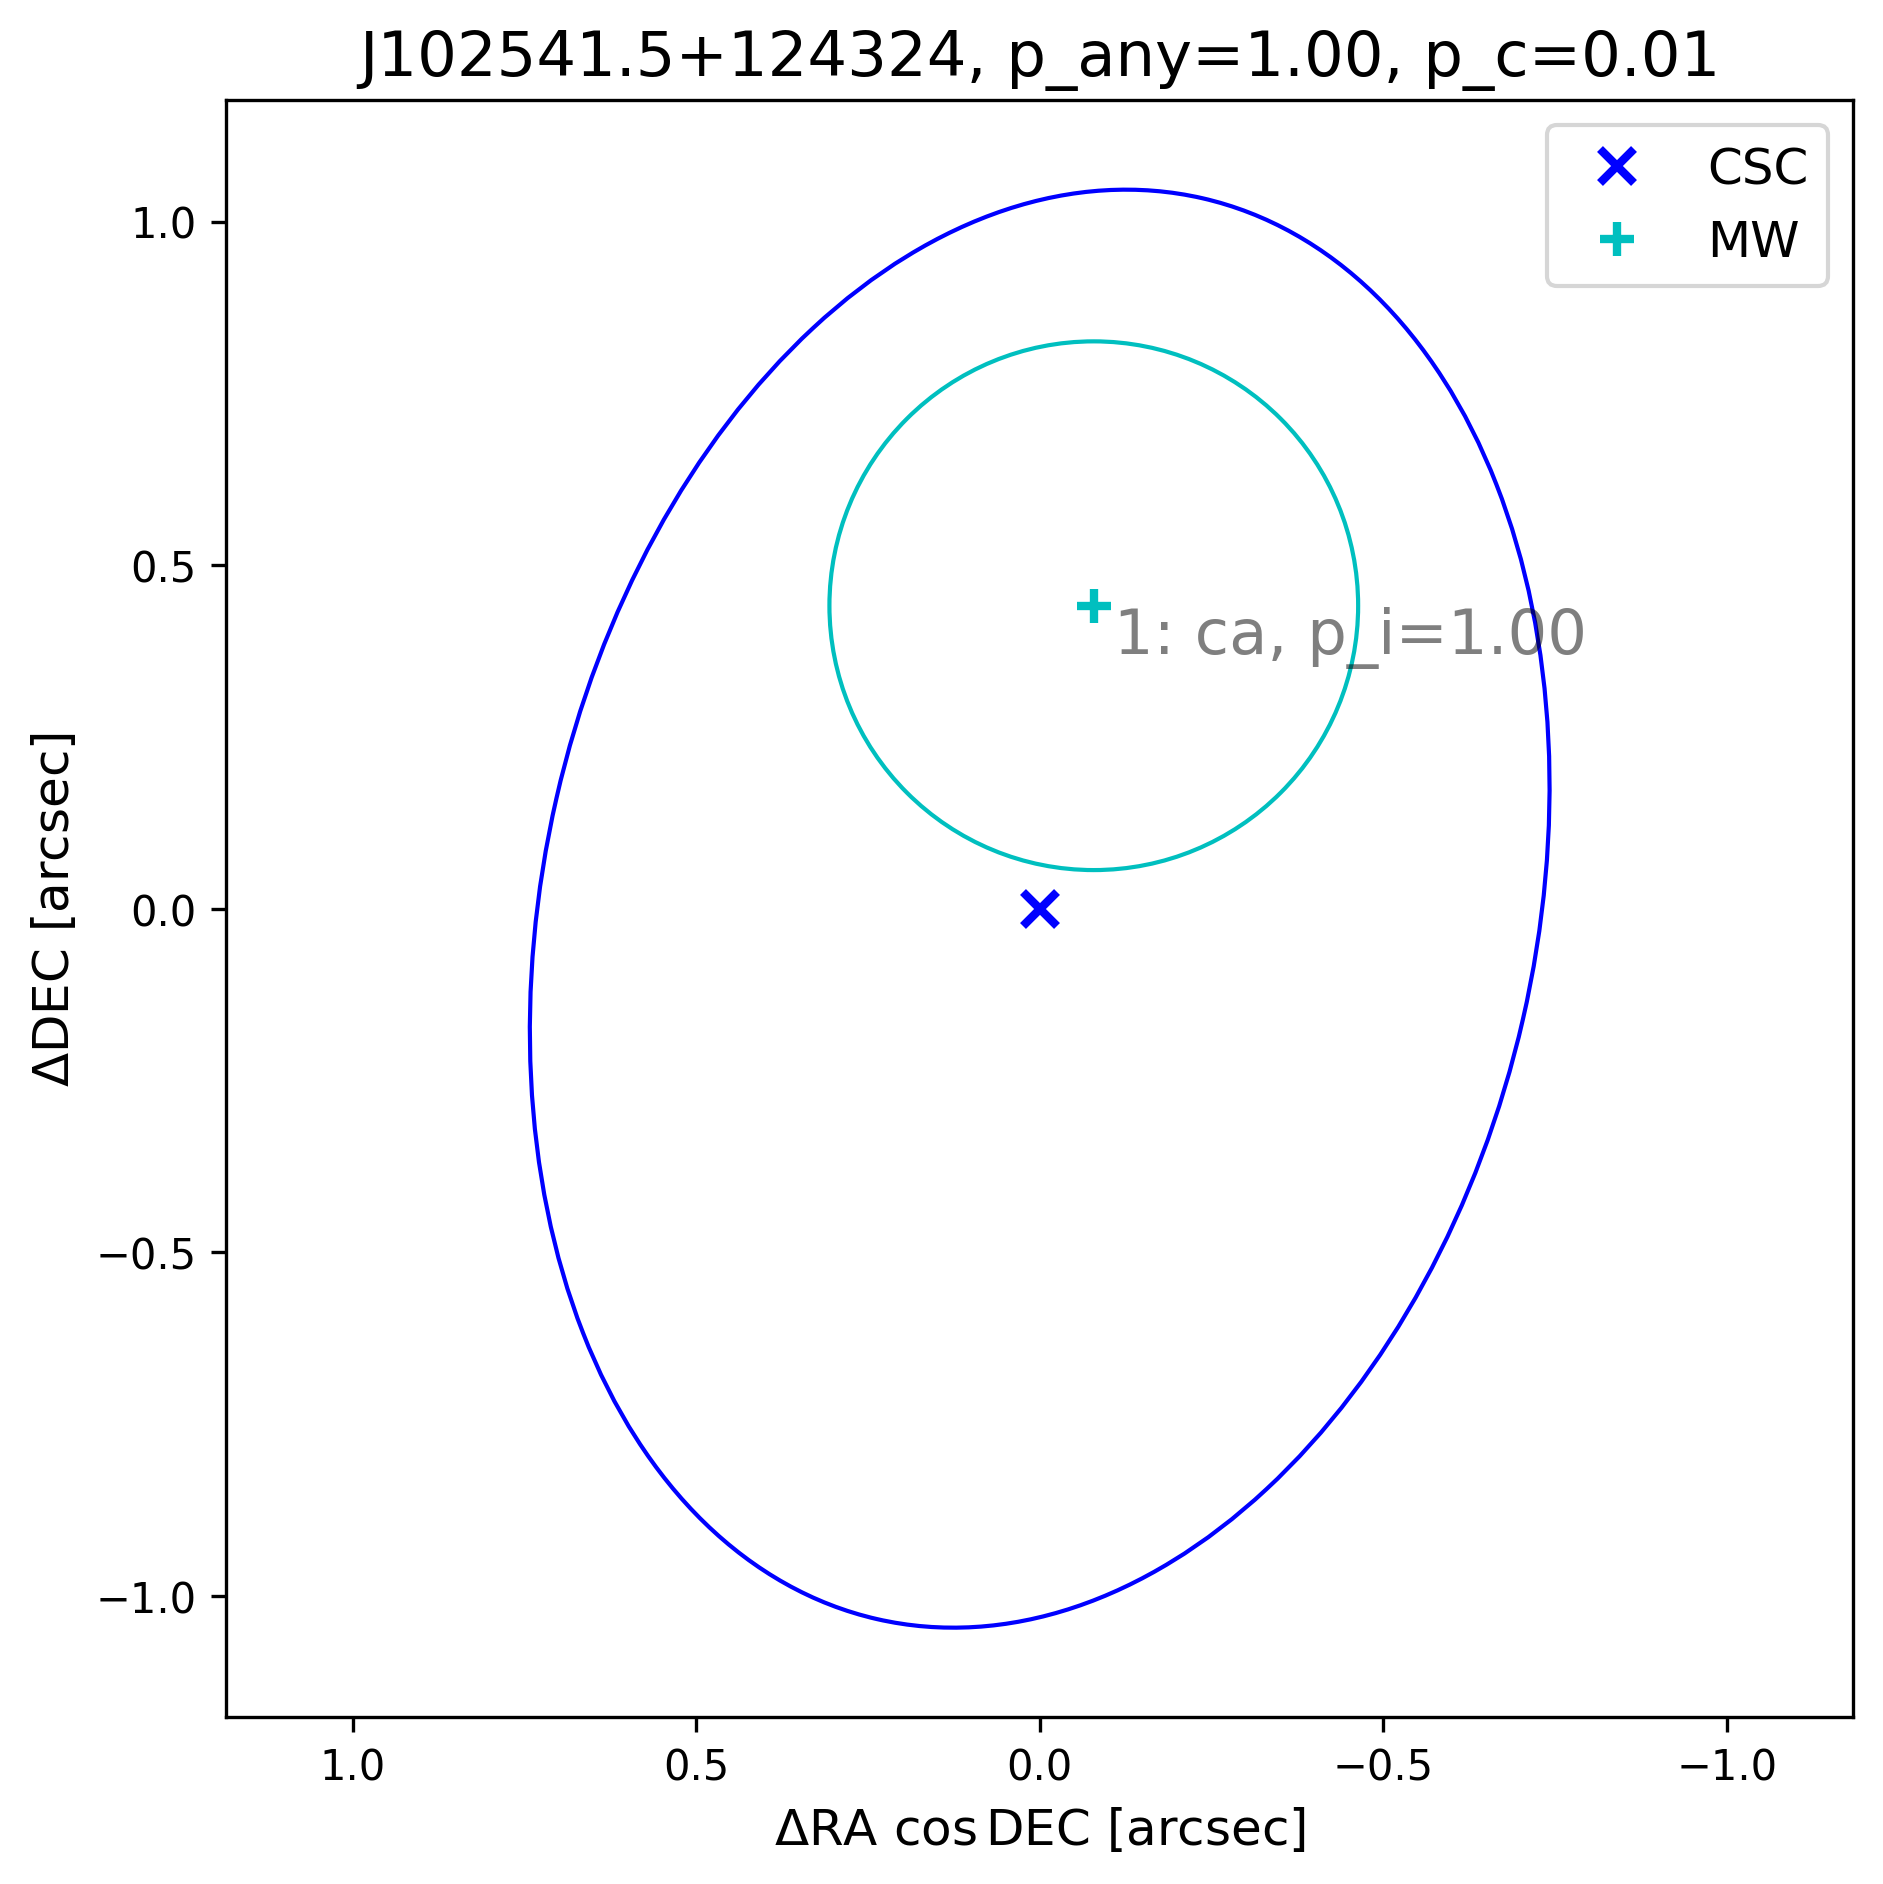 J102541.5+124324, p_any=1.00, p_c=0.01
CSC
MW
1: ca, p_i=1.00
1.0
0.5
0.0
−0.5
−1.0
ΔDEC [arcsec]
1.0
0.5
0.0
−0.5
−1.0
ΔRA cos DEC [arcsec]